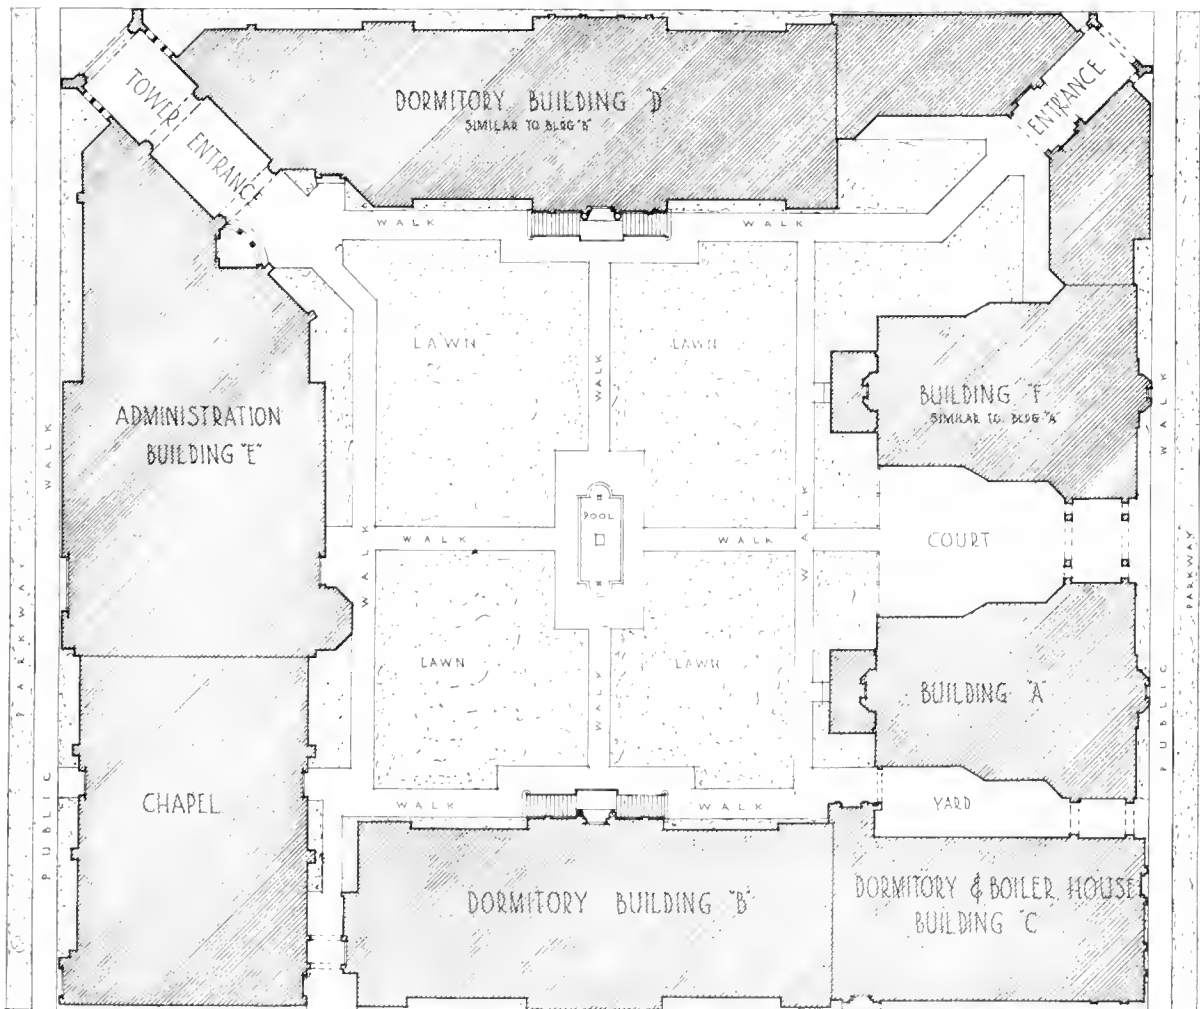 TOWER ENTRANCE
DORMITORY BUILDING "D"
SIMILAR TO BLDG "B"
ENTRANCE
WALK
WALK
LAWN
WALK
LAWN
BUILDING "F"
SIMILAR TO BLDG "A"
WALK
ADMINISTRATION
BUILDING "E"
WALK
POOL
WALK
WALK
WALK
WALK
COURT
PARKWAY
PARKWAY
LAWN
WALK
LAWN
BUILDING "A"
PUBLIC
PUBLIC
CHAPEL
WALK
WALK
YARD
DORMITORY BUILDING "B"
DORMITORY & BOILER HOUSE
BUILDING "C"